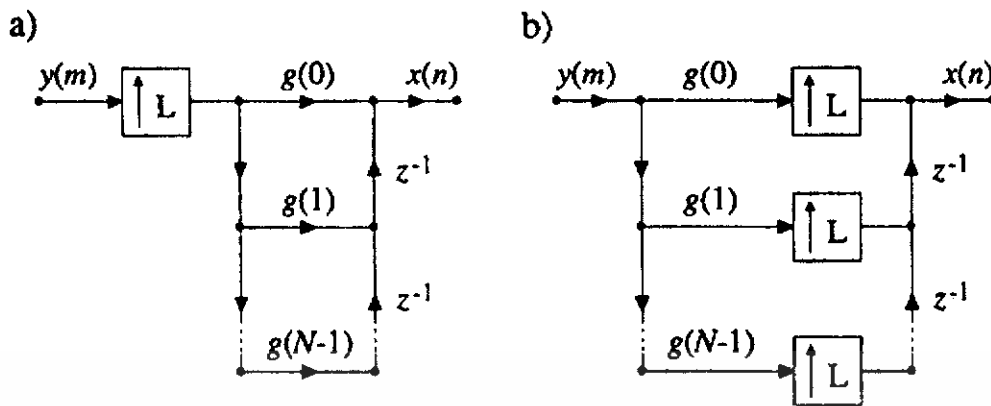 a) b)
y(m) L g(0) x(n) y(m) g(0) L x(n)
z⁻¹ z⁻¹
g(1) g(1) L
z⁻¹ z⁻¹
g(N-1) g(N-1) L